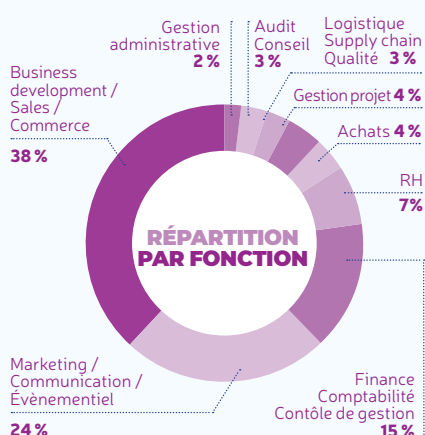 Gestion
administrative
2 %
Audit
Conseil
3 %
Logistique
Supply chain
Qualité 3 %
Gestion projet 4 %
Achats 4 %
RH
7%
Business
development /
Sales /
Commerce
38 %
RÉPARTITION
PAR FONCTION
Marketing /
Communication /
Évènementiel
24 %
Finance
Comptabilité
Contôle de gestion
15 %